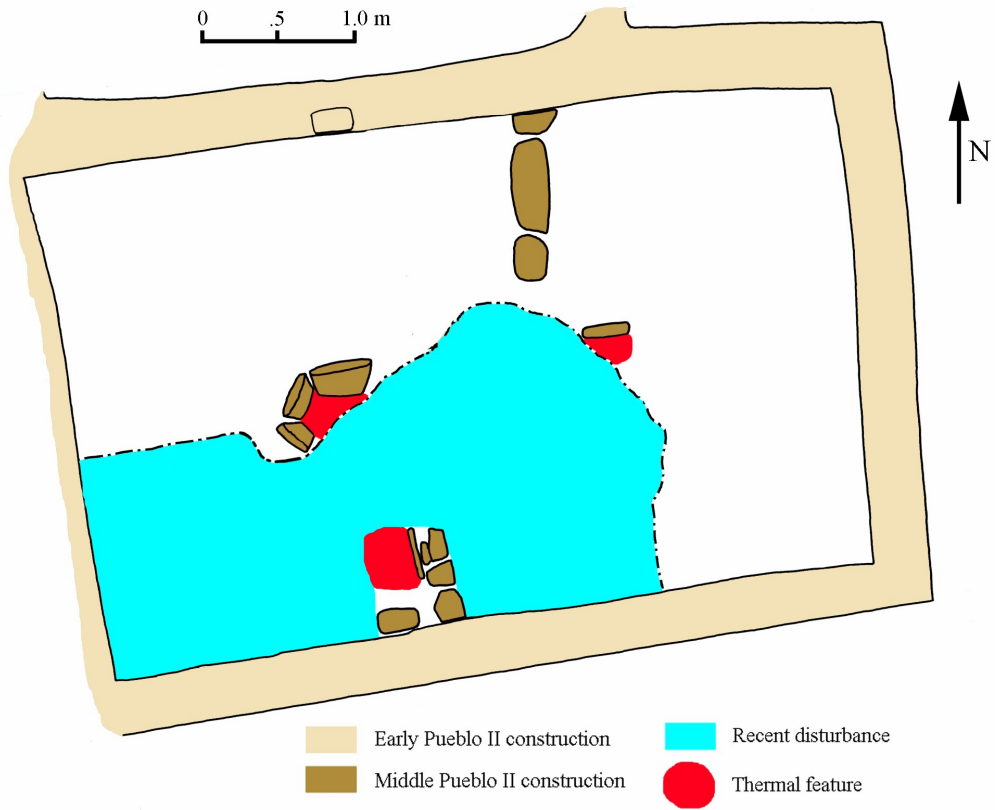 0 .5 1.0 m
N
Early Pueblo II construction
Middle Pueblo II construction
Recent disturbance
Thermal feature